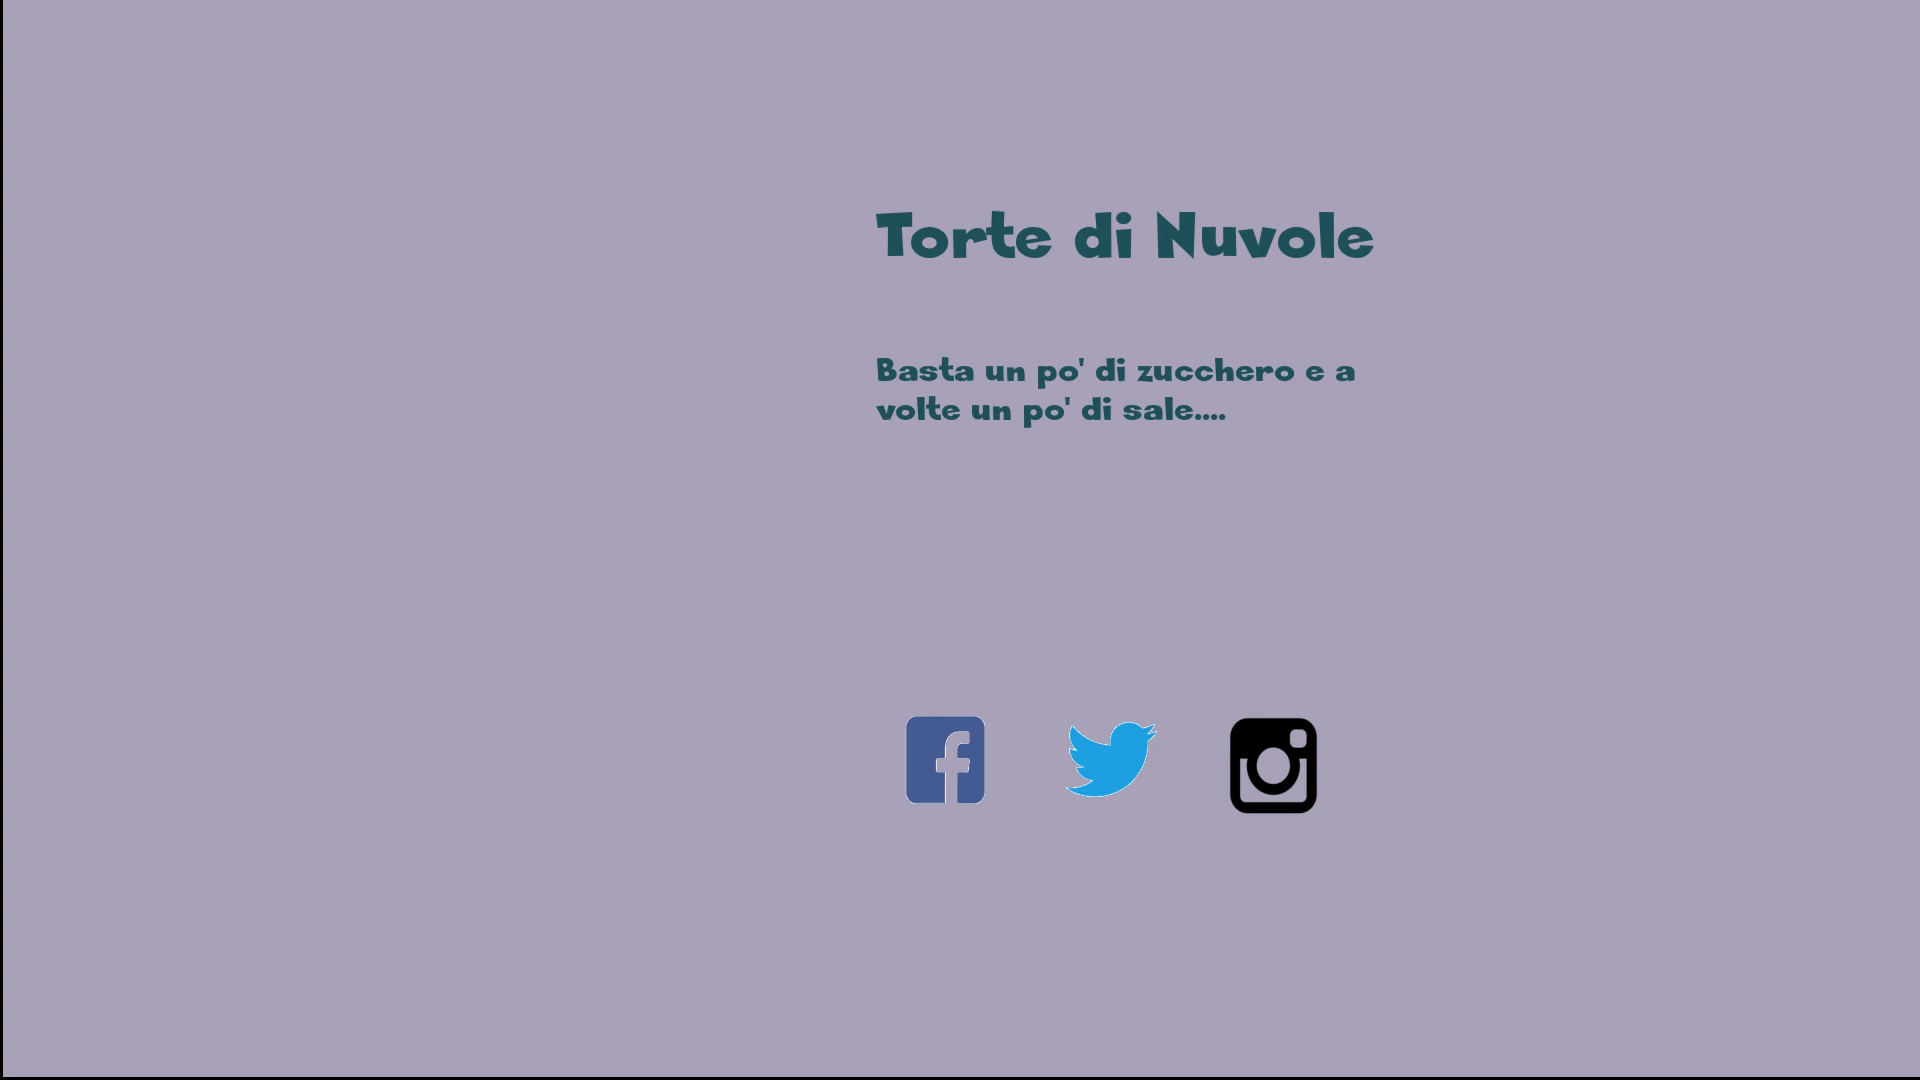 Torte di Nuvole
Basta un po' di zucchero e a
volte un po' di sale....